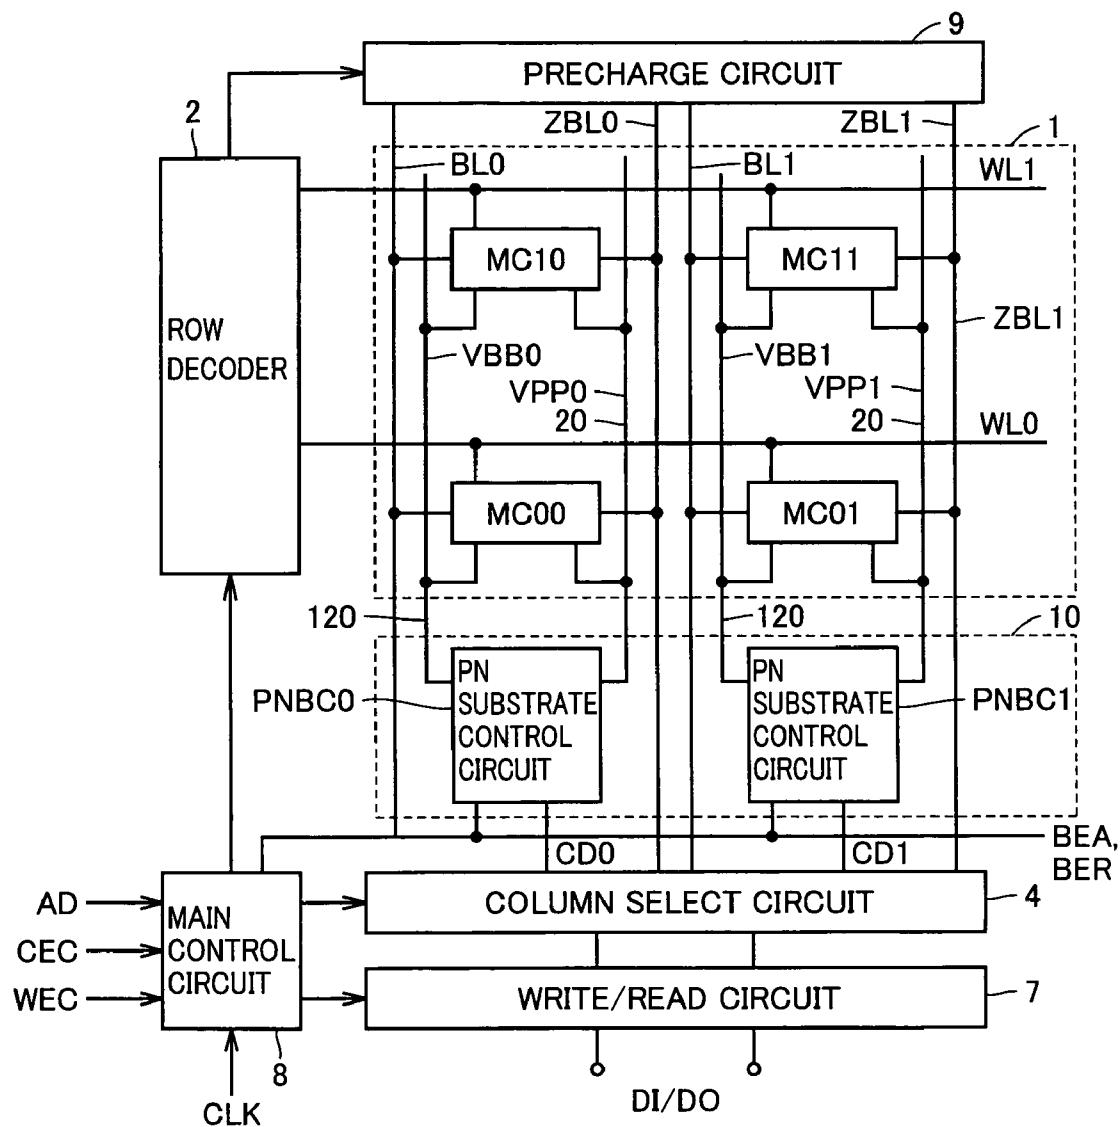 9
PRECHARGE CIRCUIT
2
ZBL0
ZBL1
1
BL0
BL1
WL1
MC10
MC11
ROW
DECODER
ZBL1
VBB0
VBB1
VPP0
VPP1
20
20
WL0
MC00
MC01
120
120
10
PNBC0
PN
SUBSTRATE
CONTROL
CIRCUIT
PN
SUBSTRATE
CONTROL
CIRCUIT
PNBC1
CD0
CD1
BEA,
BER
AD
CEC
WEC
MAIN
CONTROL
CIRCUIT
COLUMN SELECT CIRCUIT
4
WRITE/READ CIRCUIT
7
8
CLK
DI/DO